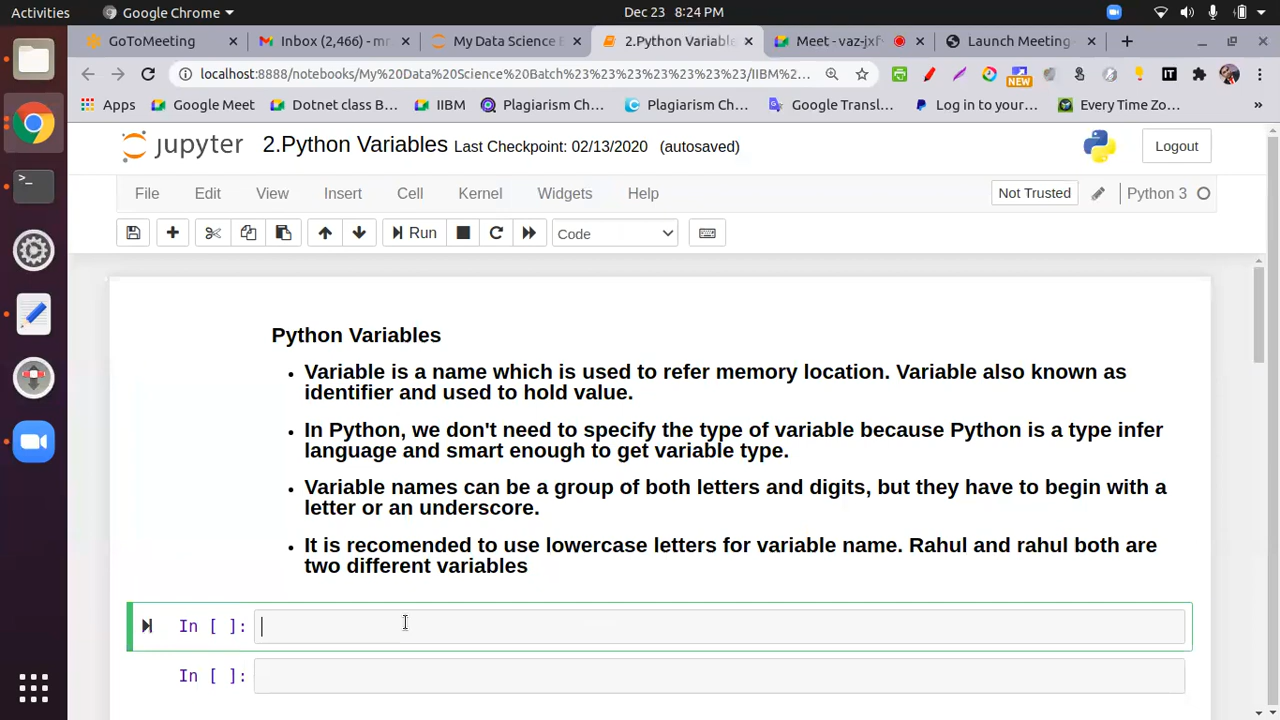 Activities
Google Chrome
Dec 23 8:24 PM
GoToMeeting
Inbox (2,466) - mr
My Data Science B
2.Python Variable
Meet - vaz-jxf
Launch Meeting
localhost:8888/notebooks/My%20Data%20Science%20Batch%23%23%23%23%23%23%23/IIBM%2...
NEW
IT
Apps
Google Meet
Dotnet class B...
IIBM
Plagiarism Ch...
Plagiarism Ch...
Google Transl...
Log in to your...
Every Time Zo...
»
jupyter
2.Python Variables Last Checkpoint: 02/13/2020 (autosaved)
Logout
File Edit View Insert Cell Kernel Widgets Help
Not Trusted
Python 3
Run
Code
Python Variables
• Variable is a name which is used to refer memory location. Variable also known as
identifier and used to hold value.
• In Python, we don't need to specify the type of variable because Python is a type infer
language and smart enough to get variable type.
• Variable names can be a group of both letters and digits, but they have to begin with a
letter or an underscore.
• It is recomended to use lowercase letters for variable name. Rahul and rahul both are
two different variables
In [ ]:
In [ ]: